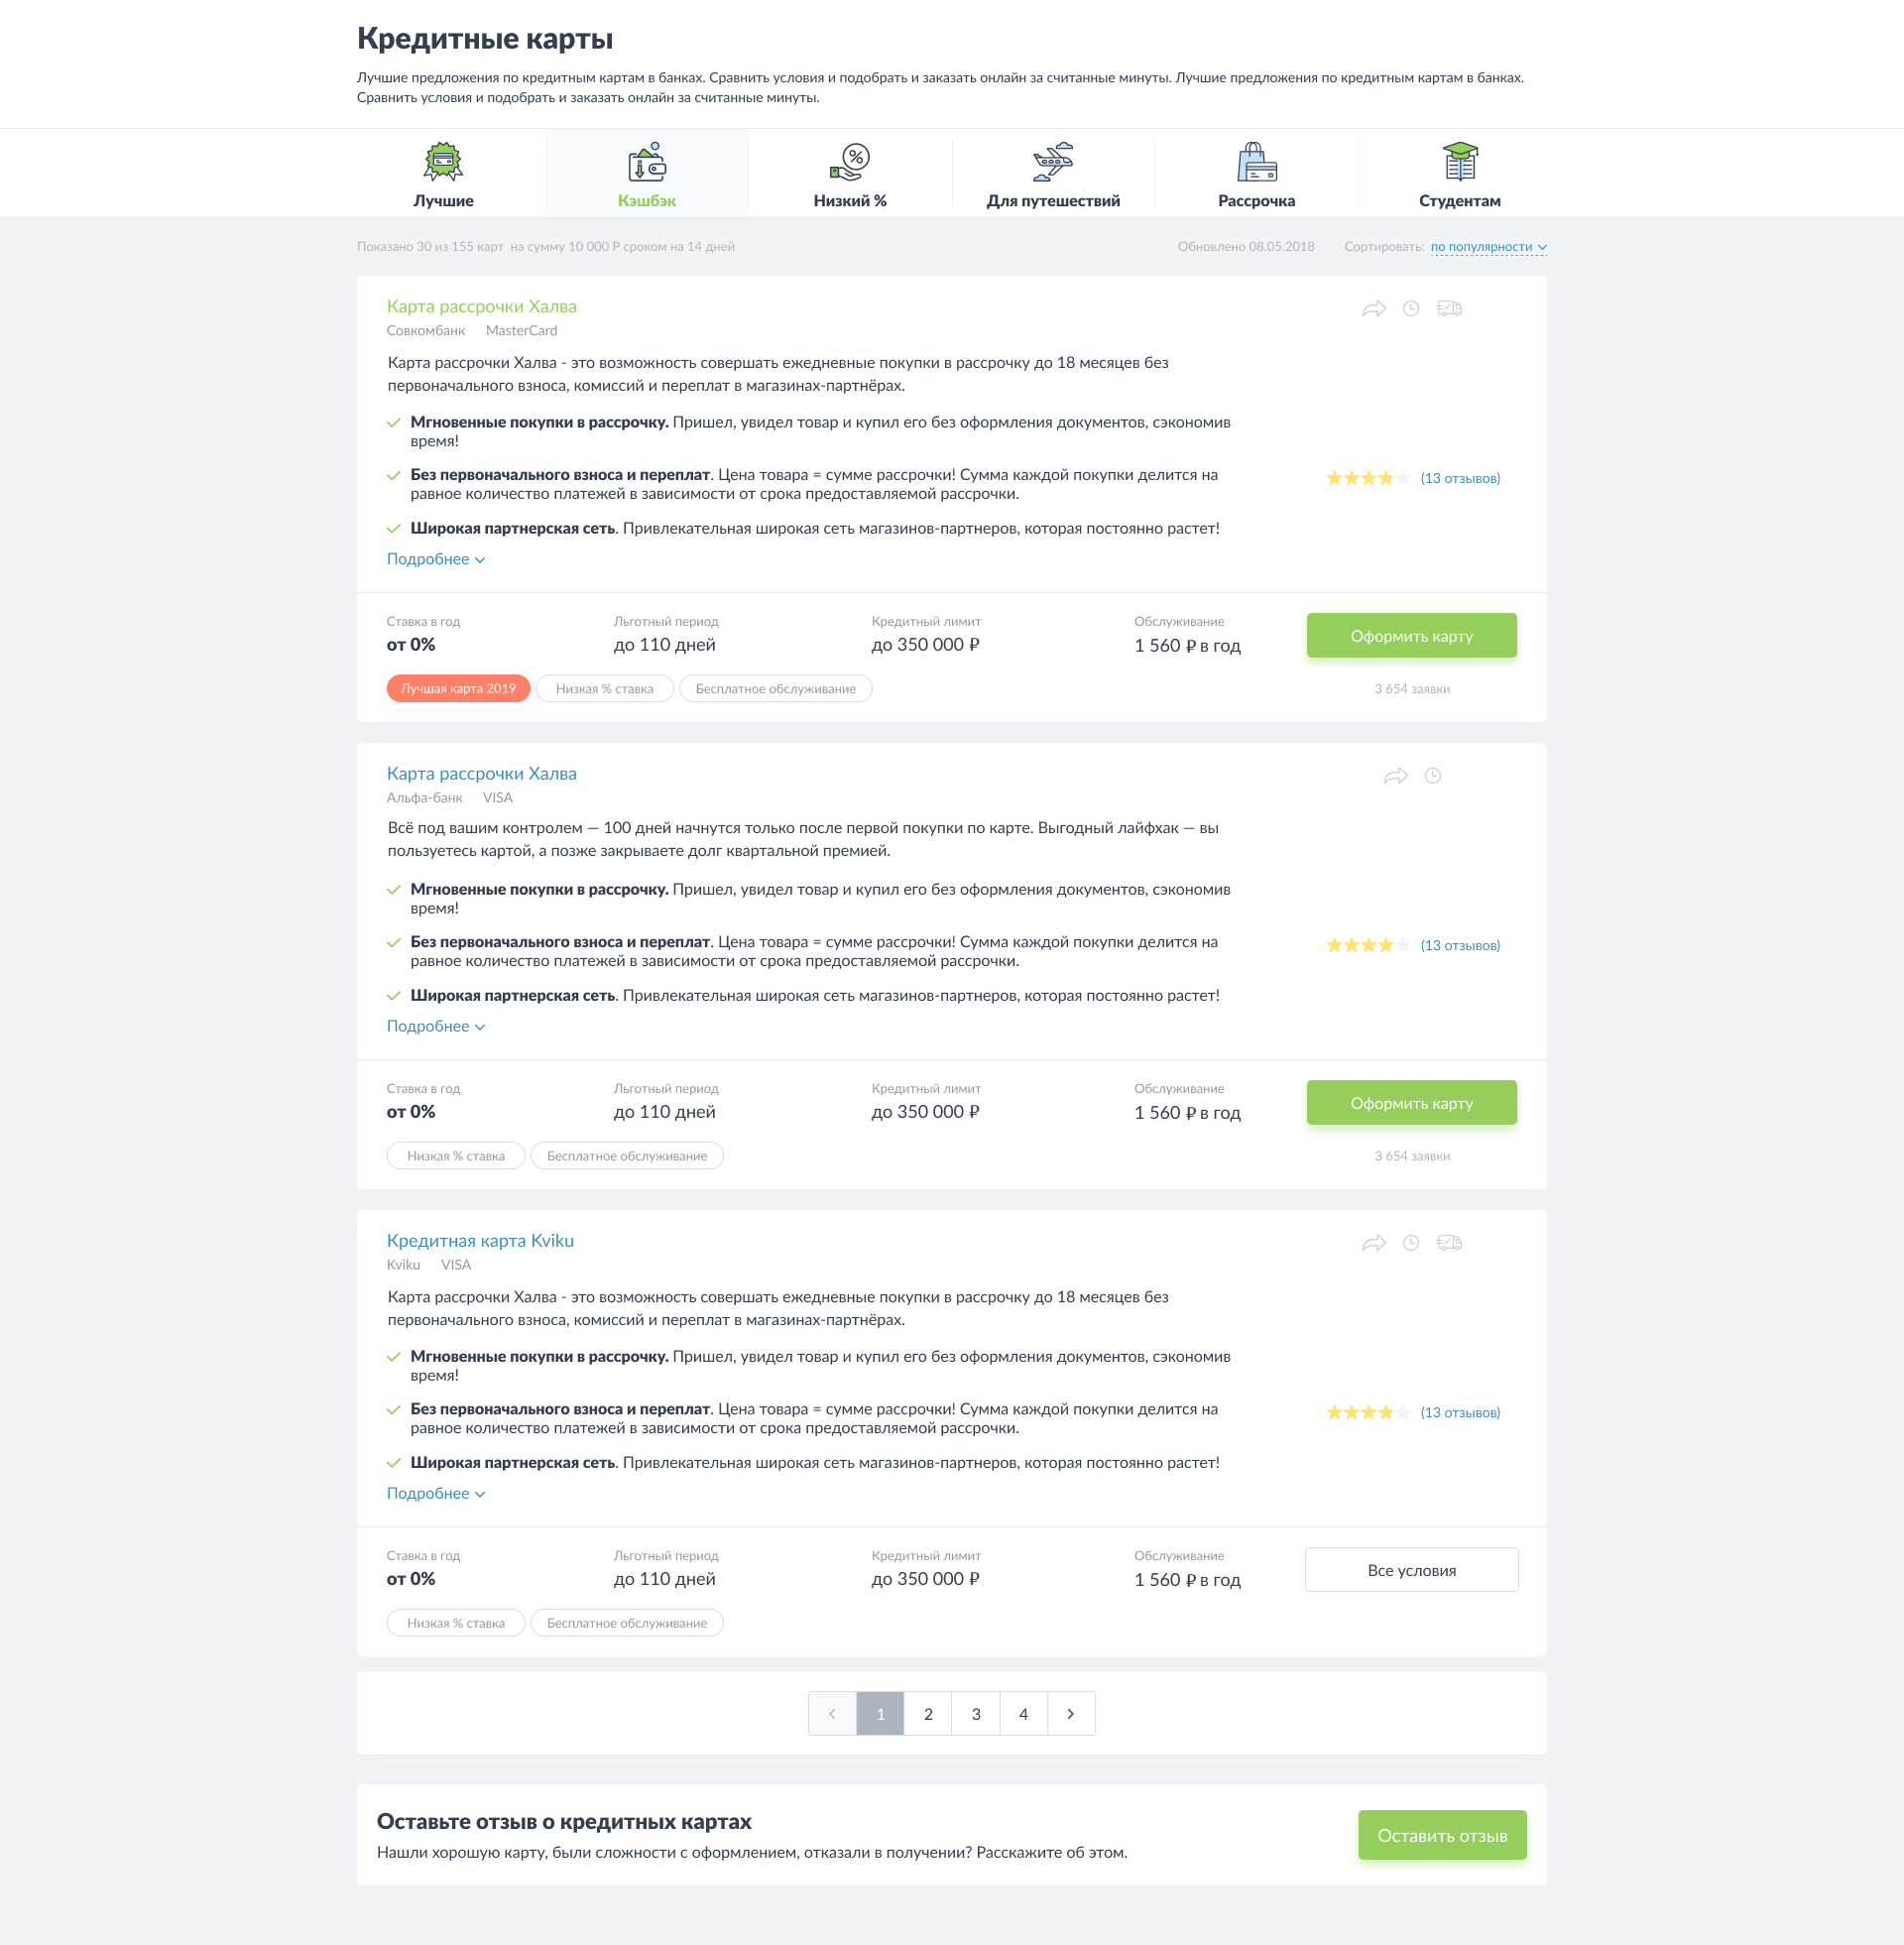 Кредитные карты
Лучшие предложения по кредитным картам в банках. Сравнить условия и подобрать и заказать онлайн за считанные минуты. Лучшие предложения по кредитным картам в банках.
Сравнить условия и подобрать и заказать онлайн за считанные минуты.
Лучшие Кэшбэк Низкий % Для путешествий Рассрочка Студентам
Показано 30 из 155 карт на сумму 10 000 Р сроком на 14 дней Обновлено 08.05.2018 Сортировать: по популярности
Карта рассрочки Халва
Совкомбанк MasterCard
Карта рассрочки Халва - это возможность совершать ежедневные покупки в рассрочку до 18 месяцев без
первоначального взноса, комиссий и переплат в магазинах-партнёрах.
Мгновенные покупки в рассрочку. Пришел, увидел товар и купил его без оформления документов, сэкономив
время!
Без первоначального взноса и переплат. Цена товара = сумме рассрочки! Сумма каждой покупки делится на
равное количество платежей в зависимости от срока предоставляемой рассрочки.
(13 отзывов)
Широкая партнерская сеть. Привлекательная широкая сеть магазинов-партнеров, которая постоянно растет!
Подробнее
Ставка в год Льготный период Кредитный лимит Обслуживание
от 0% до 110 дней до 350 000 ₽ 1 560 ₽ в год
Оформить карту
Лучшая карта 2019 Низкая % ставка Бесплатное обслуживание 3 654 заявки
Карта рассрочки Халва
Альфа-банк VISA
Всё под вашим контролем — 100 дней начнутся только после первой покупки по карте. Выгодный лайфхак — вы
пользуетесь картой, а позже закрываете долг квартальной премией.
Мгновенные покупки в рассрочку. Пришел, увидел товар и купил его без оформления документов, сэкономив
время!
Без первоначального взноса и переплат. Цена товара = сумме рассрочки! Сумма каждой покупки делится на
равное количество платежей в зависимости от срока предоставляемой рассрочки.
(13 отзывов)
Широкая партнерская сеть. Привлекательная широкая сеть магазинов-партнеров, которая постоянно растет!
Подробнее
Ставка в год Льготный период Кредитный лимит Обслуживание
от 0% до 110 дней до 350 000 ₽ 1 560 ₽ в год
Оформить карту
Низкая % ставка Бесплатное обслуживание 3 654 заявки
Кредитная карта Kviku
Kviku VISA
Карта рассрочки Халва - это возможность совершать ежедневные покупки в рассрочку до 18 месяцев без
первоначального взноса, комиссий и переплат в магазинах-партнёрах.
Мгновенные покупки в рассрочку. Пришел, увидел товар и купил его без оформления документов, сэкономив
время!
Без первоначального взноса и переплат. Цена товара = сумме рассрочки! Сумма каждой покупки делится на
равное количество платежей в зависимости от срока предоставляемой рассрочки.
(13 отзывов)
Широкая партнерская сеть. Привлекательная широкая сеть магазинов-партнеров, которая постоянно растет!
Подробнее
Ставка в год Льготный период Кредитный лимит Обслуживание
от 0% до 110 дней до 350 000 ₽ 1 560 ₽ в год
Все условия
Низкая % ставка Бесплатное обслуживание
1 2 3 4
Оставьте отзыв о кредитных картах
Нашли хорошую карту, были сложности с оформлением, отказали в получении? Расскажите об этом.
Оставить отзыв